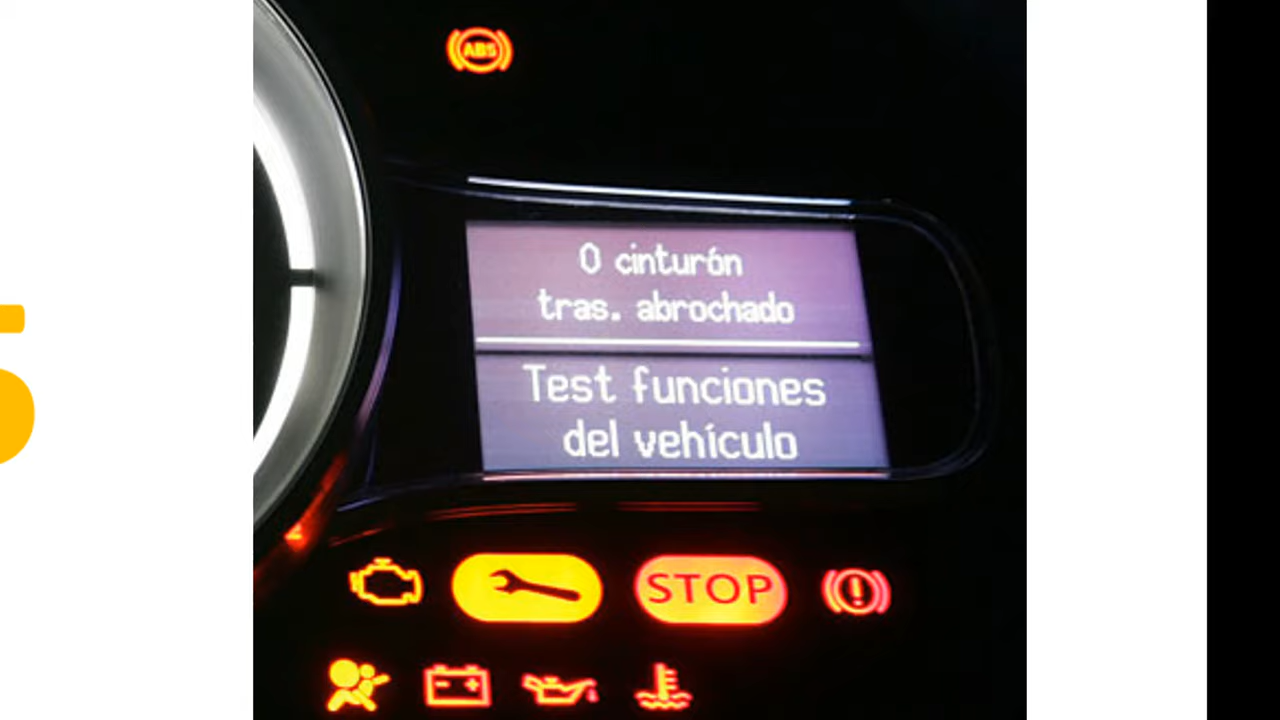 ABS
0 cinturón
tras. abrochado
Test funciones
del vehículo
STOP